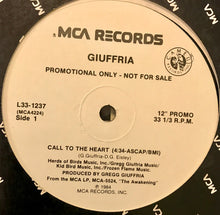 MCA RECORDS
GIUFFRIA
PROMOTIONAL ONLY - NOT FOR SALE
L33-1237
(MCA4224)
Side 1
12" PROMO
33 1/3 R.P.M.
CALL TO THE HEART (4:34-ASCAP/BMI)
(G.Giuffria-D.G. Eisley)
Herds of Birds Music Inc./Gregg Giuffria Music/
Kid Bird Music Inc./Frozen Flame Music
PRODUCED BY GREGG GIUFFRIA
From the MCA LP, MCA-5524, "The Awakening"
℗ 1984
MCA RECORDS, INC.